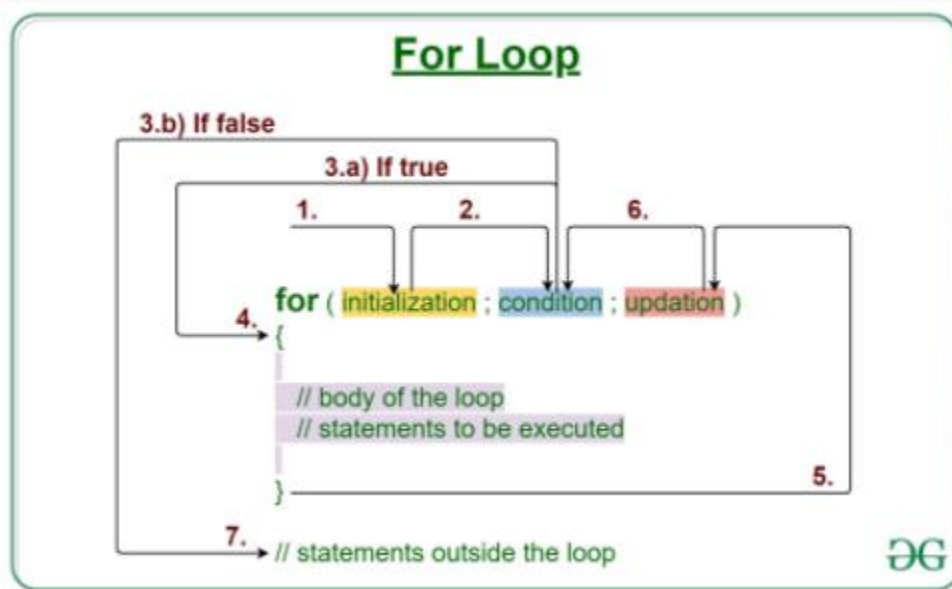 For Loop
3.b) If false
3.a) If true
1. 2. 6.
for ( initialization ; condition ; updation )
4. {
// body of the loop
// statements to be executed
5.
}
7. // statements outside the loop